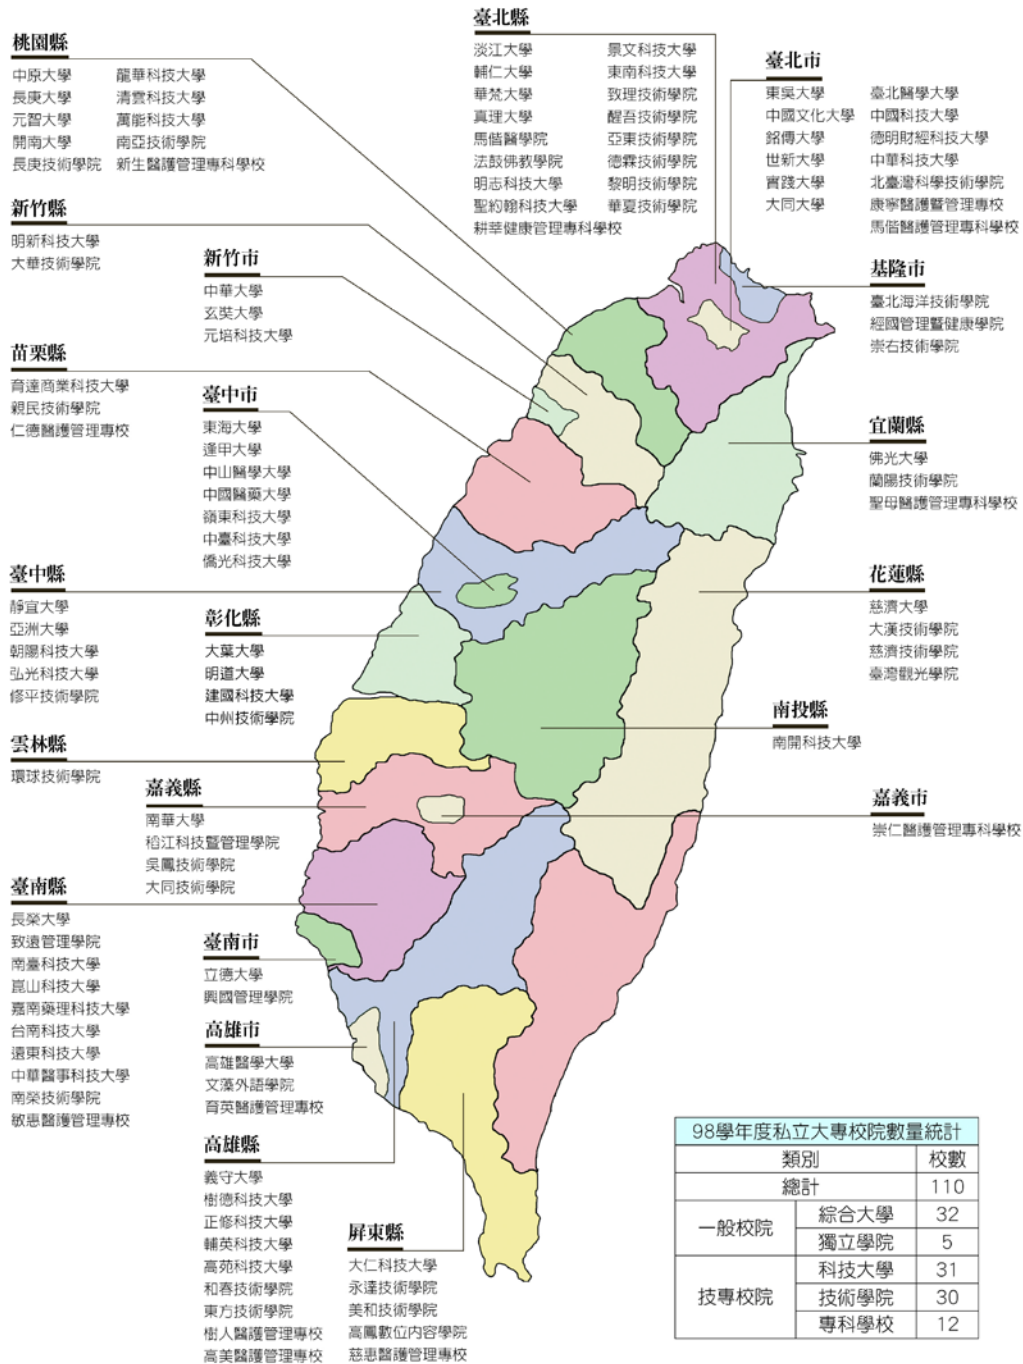 臺北縣
淡江大學 景文科技大學
輔仁大學 東南科技大學
華梵大學 致理技術學院
真理大學 醒吾技術學院
馬偕醫學院 亞東技術學院
法鼓佛教學院 德霖技術學院
明志科技大學 黎明技術學院
聖約翰科技大學 華夏技術學院
耕莘健康管理專科學校
桃園縣
中原大學 龍華科技大學
長庚大學 清雲科技大學
元智大學 萬能科技大學
開南大學 南亞技術學院
長庚技術學院 新生醫護管理專科學校
臺北市
東吳大學 臺北醫學大學
中國文化大學 中國科技大學
銘傳大學 德明財經科技大學
世新大學 中華科技大學
實踐大學 北臺灣科學技術學院
大同大學 康寧醫護暨管理專校
馬偕醫護管理專科學校
新竹縣
明新科技大學
大華技術學院
新竹市
中華大學
玄奘大學
元培科技大學
基隆市
臺北海洋技術學院
經國管理暨健康學院
崇右技術學院
苗栗縣
育達商業科技大學
親民技術學院
仁德醫護管理專校
臺中市
東海大學
逢甲大學
中山醫學大學
中國醫藥大學
嶺東科技大學
中臺科技大學
僑光科技大學
宜蘭縣
佛光大學
蘭陽技術學院
聖母醫護管理專科學校
臺中縣
靜宜大學
亞洲大學
朝陽科技大學
弘光科技大學
修平技術學院
彰化縣
大葉大學
明道大學
建國科技大學
中州技術學院
花蓮縣
慈濟大學
大漢技術學院
慈濟技術學院
臺灣觀光學院
南投縣
南開科技大學
雲林縣
環球技術學院
嘉義縣
南華大學
稻江科技暨管理學院
吳鳳技術學院
大同技術學院
嘉義市
崇仁醫護管理專科學校
臺南縣
長榮大學
致遠管理學院
南臺科技大學
崑山科技大學
嘉南藥理科技大學
台南科技大學
遠東科技大學
中華醫事科技大學
南榮技術學院
敏惠醫護管理專校
臺南市
立德大學
興國管理學院
高雄市
高雄醫學大學
文藻外語學院
育英醫護管理專校
高雄縣
義守大學
樹德科技大學
正修科技大學
輔英科技大學
高苑科技大學
和春技術學院
東方技術學院
樹人醫護管理專校
高美醫護管理專校
屏東縣
大仁科技大學
永達技術學院
美和技術學院
高鳳數位內容學院
慈惠醫護管理專校
98學年度私立大專校院數量統計
類別 校數
總計 110
一般校院 綜合大學 32
獨立學院 5
技專校院 科技大學 31
技術學院 30
專科學校 12